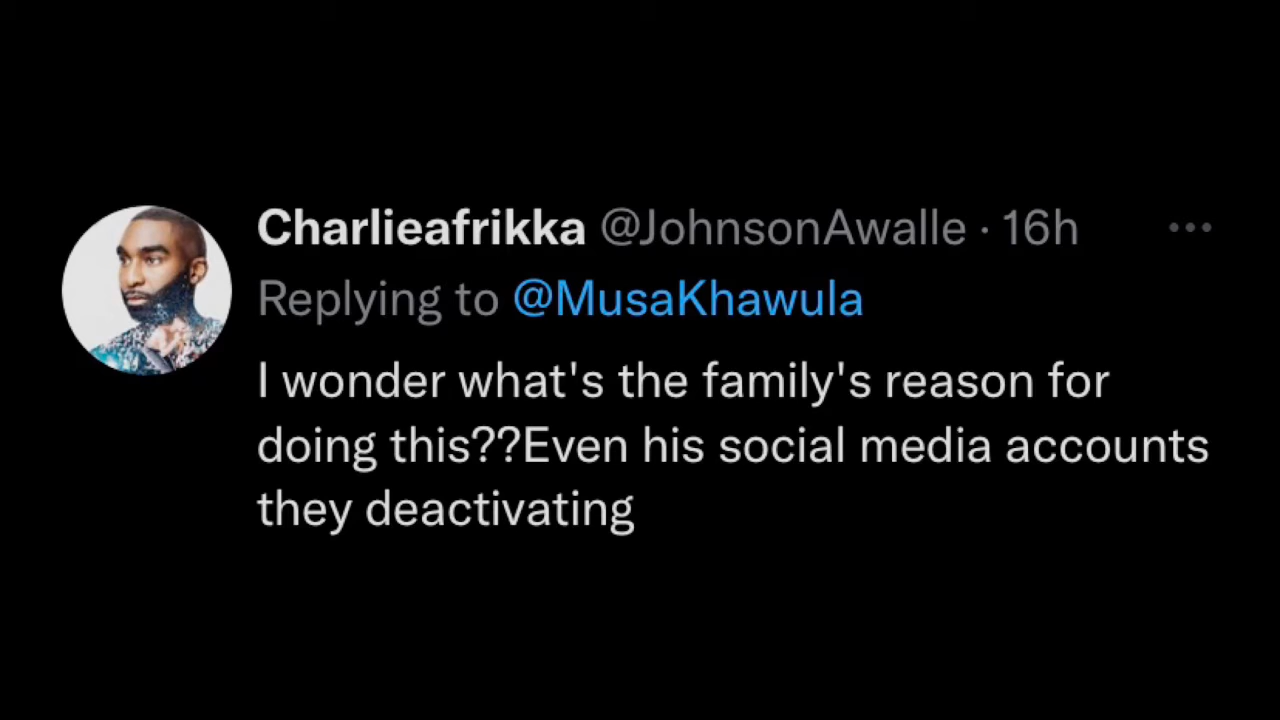 Charlieafrikka @JohnsonAwalle · 16h
Replying to @MusaKhawula
I wonder what's the family's reason for
doing this??Even his social media accounts
they deactivating